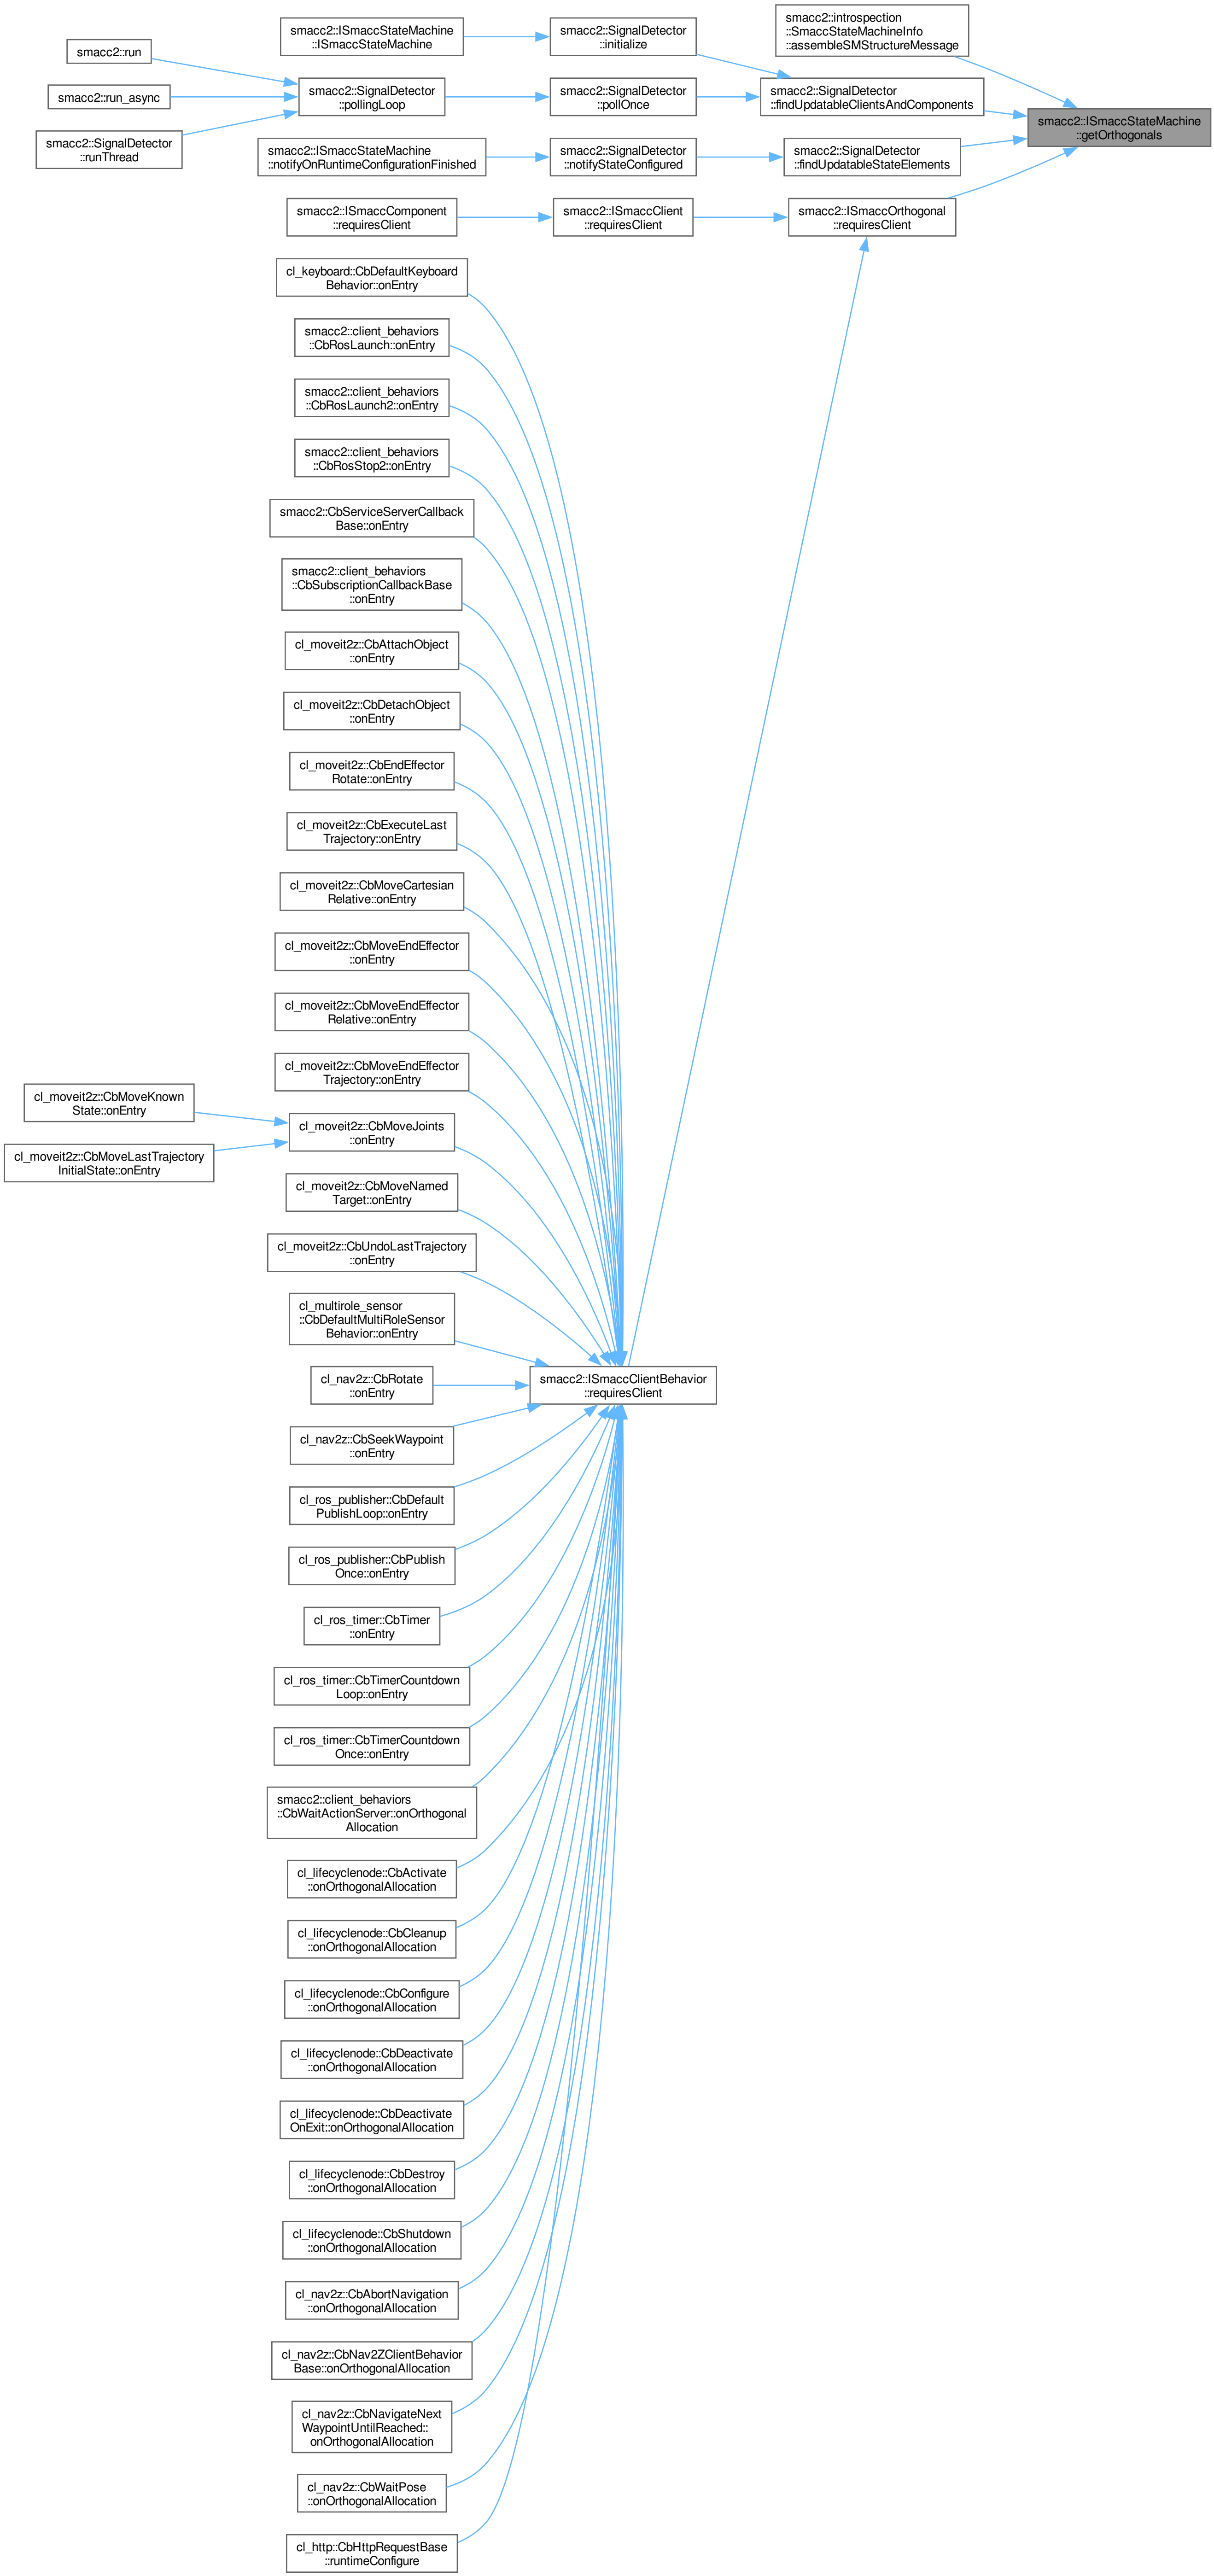 smacc2::introspection
::SmaccStateMachineInfo
::assembleSMStructureMessage
smacc2::ISmaccStateMachine
::ISmaccStateMachine
smacc2::SignalDetector
::initialize
smacc2::run
smacc2::run_async
smacc2::SignalDetector
::runThread
smacc2::SignalDetector
::pollingLoop
smacc2::SignalDetector
::pollOnce
smacc2::SignalDetector
::findUpdatableClientsAndComponents
smacc2::ISmaccStateMachine
::getOrthogonals
smacc2::ISmaccStateMachine
::notifyOnRuntimeConfigurationFinished
smacc2::SignalDetector
::notifyStateConfigured
smacc2::SignalDetector
::findUpdatableStateElements
smacc2::ISmaccComponent
::requiresClient
smacc2::ISmaccClient
::requiresClient
smacc2::ISmaccOrthogonal
::requiresClient
cl_keyboard::CbDefaultKeyboard
Behavior::onEntry
smacc2::client_behaviors
::CbRosLaunch::onEntry
smacc2::client_behaviors
::CbRosLaunch2::onEntry
smacc2::client_behaviors
::CbRosStop2::onEntry
smacc2::CbServiceServerCallback
Base::onEntry
smacc2::client_behaviors
::CbSubscriptionCallbackBase
::onEntry
cl_moveit2z::CbAttachObject
::onEntry
cl_moveit2z::CbDetachObject
::onEntry
cl_moveit2z::CbEndEffector
Rotate::onEntry
cl_moveit2z::CbExecuteLast
Trajectory::onEntry
cl_moveit2z::CbMoveCartesian
Relative::onEntry
cl_moveit2z::CbMoveEndEffector
::onEntry
cl_moveit2z::CbMoveEndEffector
Relative::onEntry
cl_moveit2z::CbMoveEndEffector
Trajectory::onEntry
cl_moveit2z::CbMoveKnown
State::onEntry
cl_moveit2z::CbMoveLastTrajectory
InitialState::onEntry
cl_moveit2z::CbMoveJoints
::onEntry
cl_moveit2z::CbMoveNamed
Target::onEntry
cl_moveit2z::CbUndoLastTrajectory
::onEntry
cl_multirole_sensor
::CbDefaultMultiRoleSensor
Behavior::onEntry
smacc2::ISmaccClientBehavior
::requiresClient
cl_nav2z::CbRotate
::onEntry
cl_nav2z::CbSeekWaypoint
::onEntry
cl_ros_publisher::CbDefault
PublishLoop::onEntry
cl_ros_publisher::CbPublish
Once::onEntry
cl_ros_timer::CbTimer
::onEntry
cl_ros_timer::CbTimerCountdown
Loop::onEntry
cl_ros_timer::CbTimerCountdown
Once::onEntry
smacc2::client_behaviors
::CbWaitActionServer::onOrthogonal
Allocation
cl_lifecyclenode::CbActivate
::onOrthogonalAllocation
cl_lifecyclenode::CbCleanup
::onOrthogonalAllocation
cl_lifecyclenode::CbConfigure
::onOrthogonalAllocation
cl_lifecyclenode::CbDeactivate
::onOrthogonalAllocation
cl_lifecyclenode::CbDeactivate
OnExit::onOrthogonalAllocation
cl_lifecyclenode::CbDestroy
::onOrthogonalAllocation
cl_lifecyclenode::CbShutdown
::onOrthogonalAllocation
cl_nav2z::CbAbortNavigation
::onOrthogonalAllocation
cl_nav2z::CbNav2ZClientBehavior
Base::onOrthogonalAllocation
cl_nav2z::CbNavigateNext
WaypointUntilReached::
onOrthogonalAllocation
cl_nav2z::CbWaitPose
::onOrthogonalAllocation
cl_http::CbHttpRequestBase
::runtimeConfigure